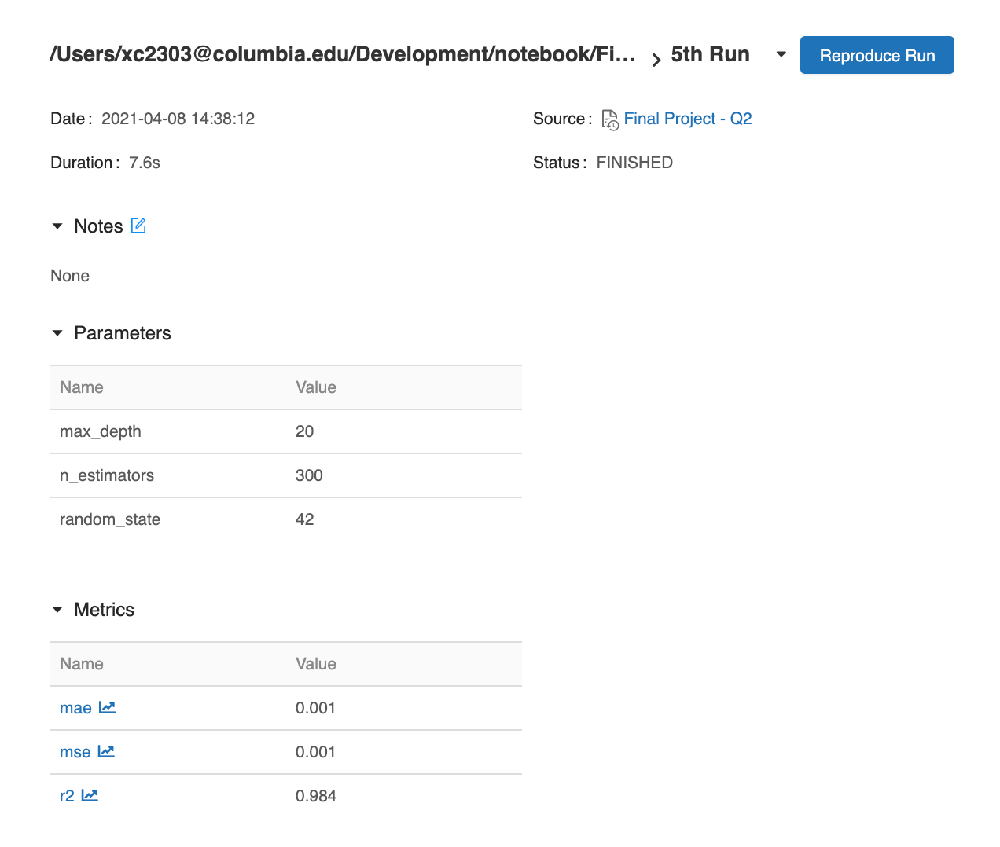 /Users/xc2303@columbia.edu/Development/notebook/Fi... › 5th Run Reproduce Run
Date: 2021-04-08 14:38:12 Source: Final Project - Q2
Duration: 7.6s Status: FINISHED
Notes
None
Parameters
Name Value
max_depth 20
n_estimators 300
random_state 42
Metrics
Name Value
mae 0.001
mse 0.001
r2 0.984